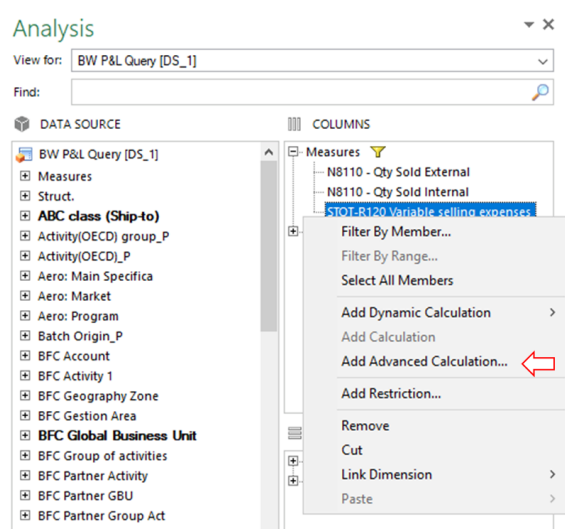 Analysis
View for: BW P&L Query [DS_1]
Find:
DATA SOURCE
BW P&L Query [DS_1]
Measures
Struct.
ABC class (Ship-to)
Activity(OECD) group_P
Activity(OECD)_P
Aero: Main Specifica
Aero: Market
Aero: Program
Batch Origin_P
BFC Account
BFC Activity 1
BFC Geography Zone
BFC Gestion Area
BFC Global Business Unit
BFC Group of activities
BFC Partner Activity
BFC Partner GBU
BFC Partner Group Act
COLUMNS
Measures
N8110 - Qty Sold External
N8110 - Qty Sold Internal
STOT-R120 Variable selling expenses
Filter By Member...
Filter By Range...
Select All Members
Add Dynamic Calculation
Add Calculation
Add Advanced Calculation...
Add Restriction...
Remove
Cut
Link Dimension
Paste